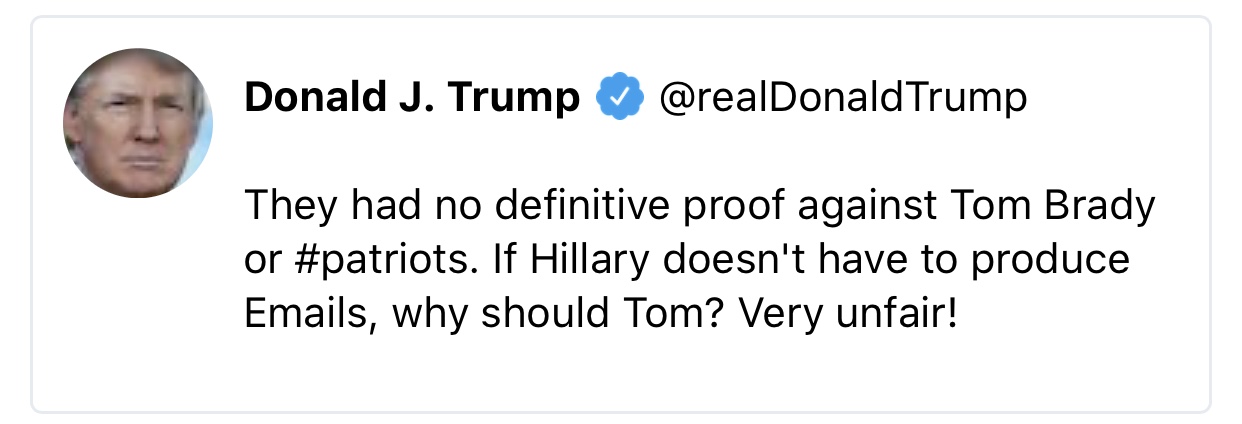 Donald J. Trump @realDonaldTrump
They had no definitive proof against Tom Brady
or #patriots. If Hillary doesn't have to produce
Emails, why should Tom? Very unfair!